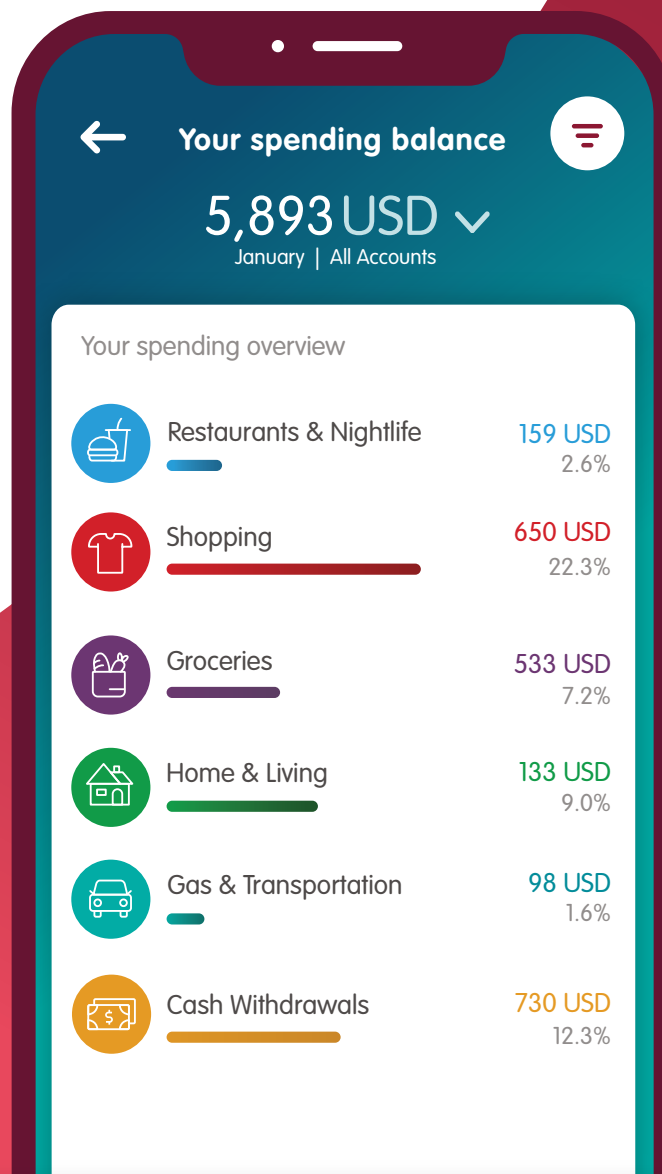 Your spending balance
5,893 USD
January | All Accounts
Your spending overview
Restaurants & Nightlife
159 USD
2.6%
Shopping
650 USD
22.3%
Groceries
533 USD
7.2%
Home & Living
133 USD
9.0%
Gas & Transportation
98 USD
1.6%
$
Cash Withdrawals
730 USD
12.3%